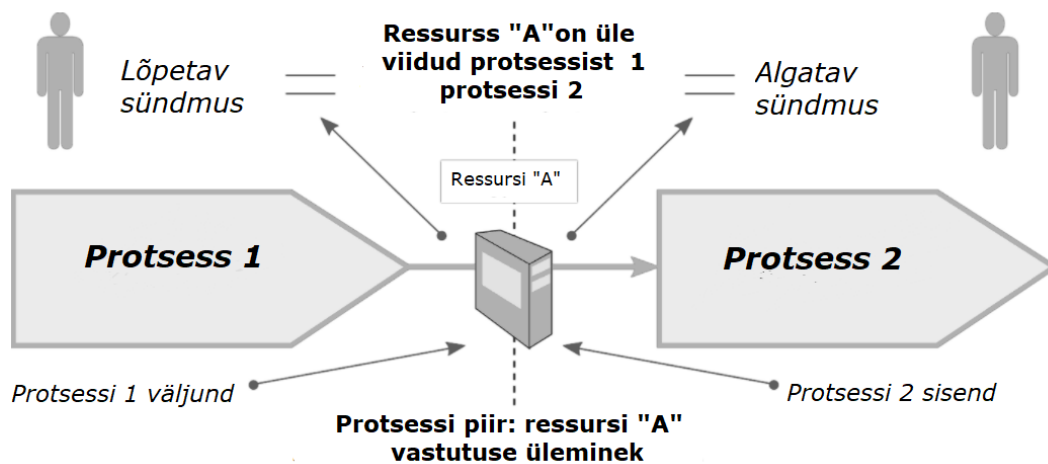 Ressurss "A"on üle
viidud protsessist 1
protsessi 2
Lõpetav
sündmus
Algatav
sündmus
Ressursi "A"
Protsess 1
Protsess 2
Protsessi 1 väljund
Protsessi 2 sisend
Protsessi piir: ressursi "A"
vastutuse üleminek